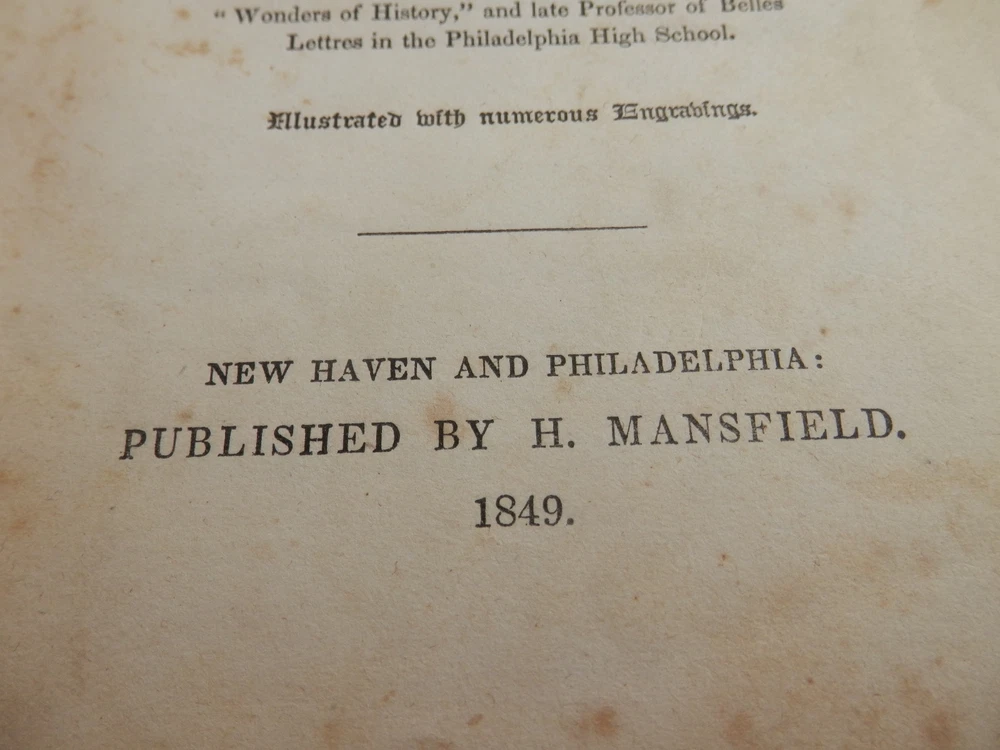 “ Wonders of History,” and late Professor of Belles
Lettres in the Philadelphia High School.
Illustrated with numerous Engravings.
NEW HAVEN AND PHILADELPHIA:
PUBLISHED BY H. MANSFIELD.
1849.